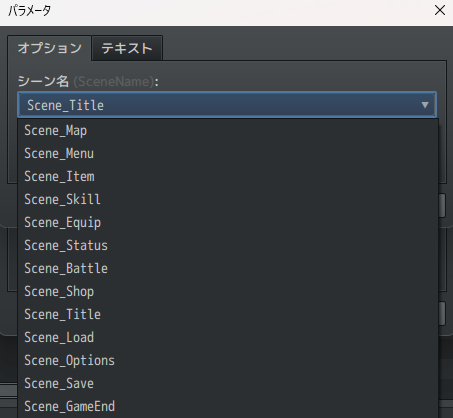 パラメータ
オプション
テキスト
シーン名 (SceneName):
Scene_Title
Scene_Map
Scene_Menu
Scene_Item
Scene_Skill
Scene_Equip
Scene_Status
Scene_Battle
Scene_Shop
Scene_Title
Scene_Load
Scene_Options
Scene_Save
Scene_GameEnd